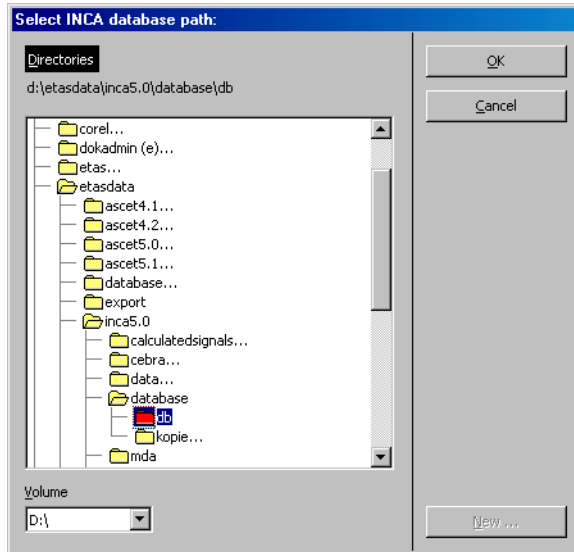 Select INCA database path:
Directories
d:\etasdata\inca5.0\database\db
corel...
dokadmin (e)...
etas...
etasdata
ascet4.1...
ascet4.2...
ascet5.0...
ascet5.1...
database...
export
inca5.0
calculatedsignals...
cebra...
data...
database
db
kopie...
mda
Volume
D:\
OK
Cancel
New ...